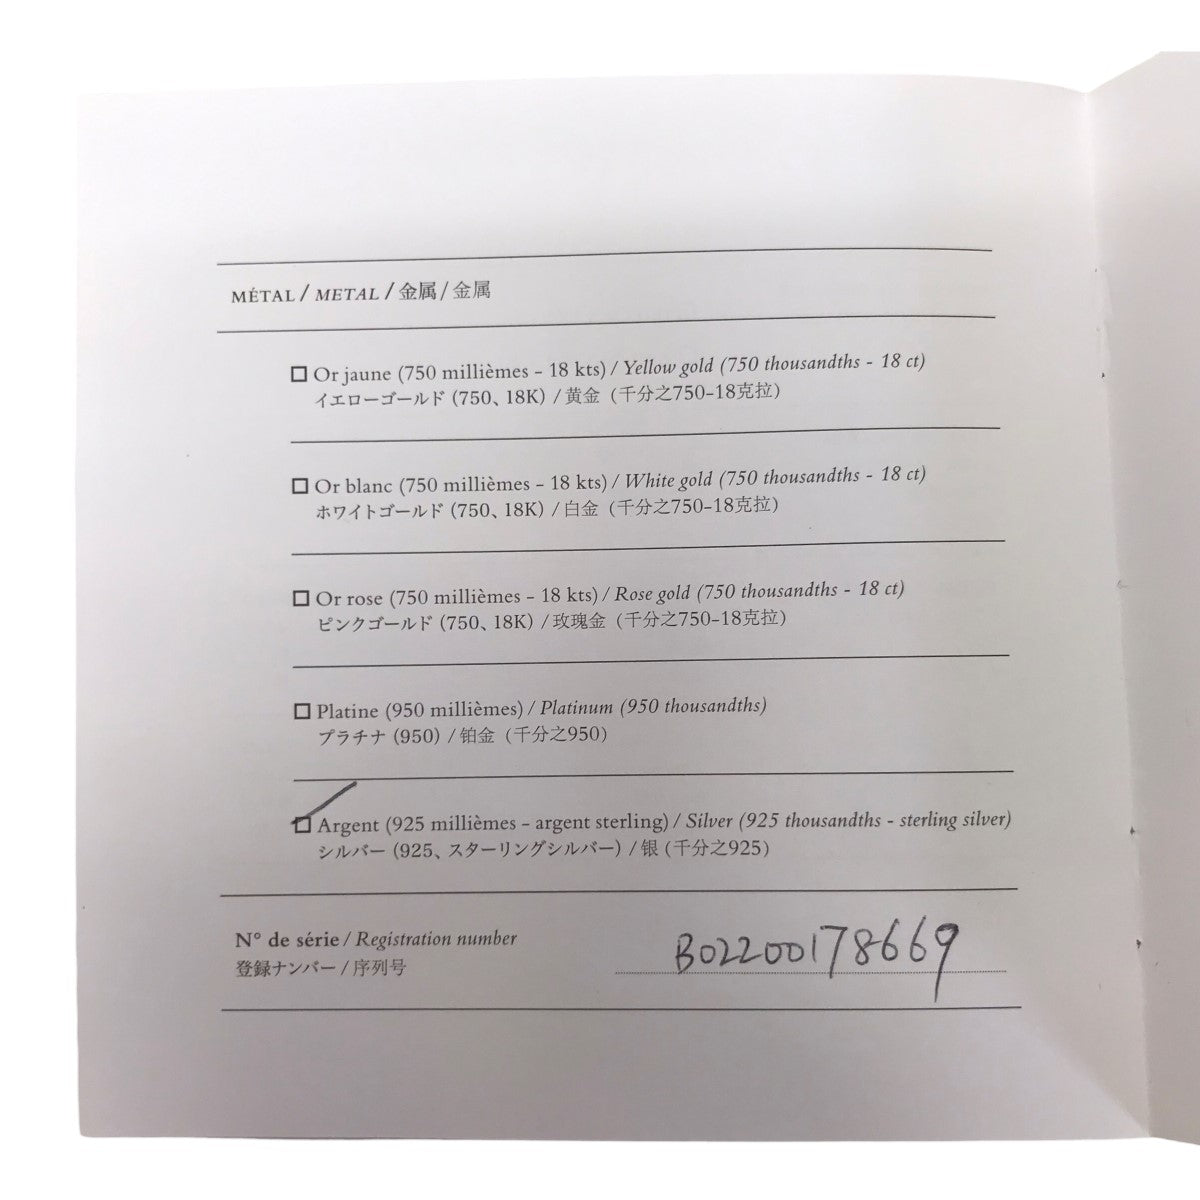 MÉTAL / METAL / 金属 / 金属
Or jaune (750 millièmes – 18 kts) / Yellow gold (750 thousandths - 18 ct)
イエローゴールド (750、18K) / 黄金 (千分之750-18克拉)
Or blanc (750 millièmes – 18 kts) / White gold (750 thousandths - 18 ct)
ホワイトゴールド (750、18K) / 白金 (千分之750-18克拉)
Or rose (750 millièmes – 18 kts) / Rose gold (750 thousandths - 18 ct)
ピンクゴールド (750、18K) / 玫瑰金 (千分之750-18克拉)
Platine (950 millièmes) / Platinum (950 thousandths)
プラチナ (950) / 铂金 (千分之950)
Argent (925 millièmes – argent sterling) / Silver (925 thousandths - sterling silver)
シルバー (925、スターリングシルバー) / 银 (千分之925)
N° de série / Registration number
登録ナンバー / 序列号
B02200178669